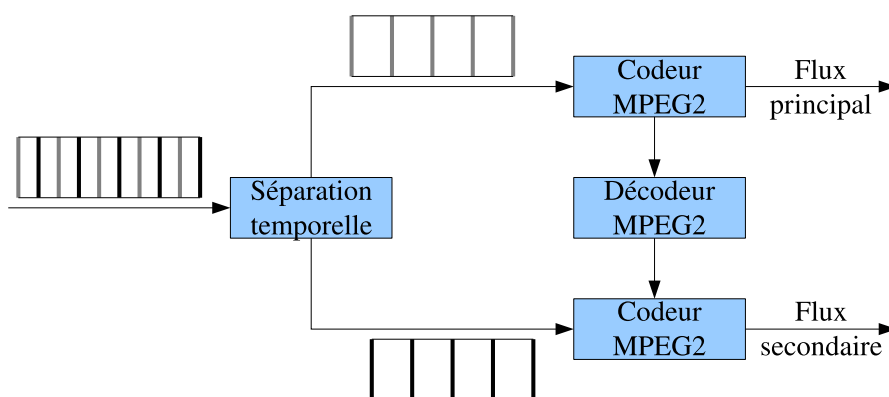 Codeur
MPEG2
Flux
principal
Séparation
temporelle
Décodeur
MPEG2
Codeur
MPEG2
Flux
secondaire